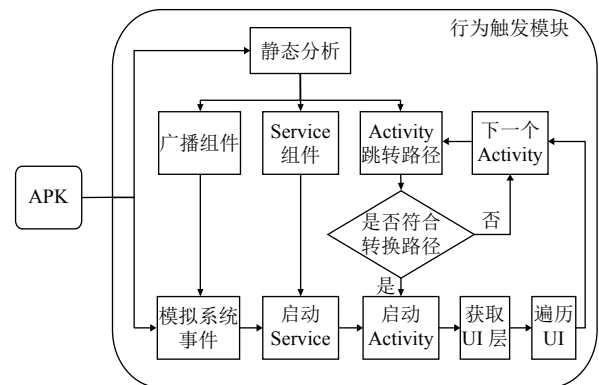 行为触发模块
静态分析
广播组件
Service
组件
Activity
跳转路径
下一个
Activity
APK
是否符合
转换路径
否
是
模拟系统
事件
启动
Service
启动
Activity
获取
UI 层
遍历
UI